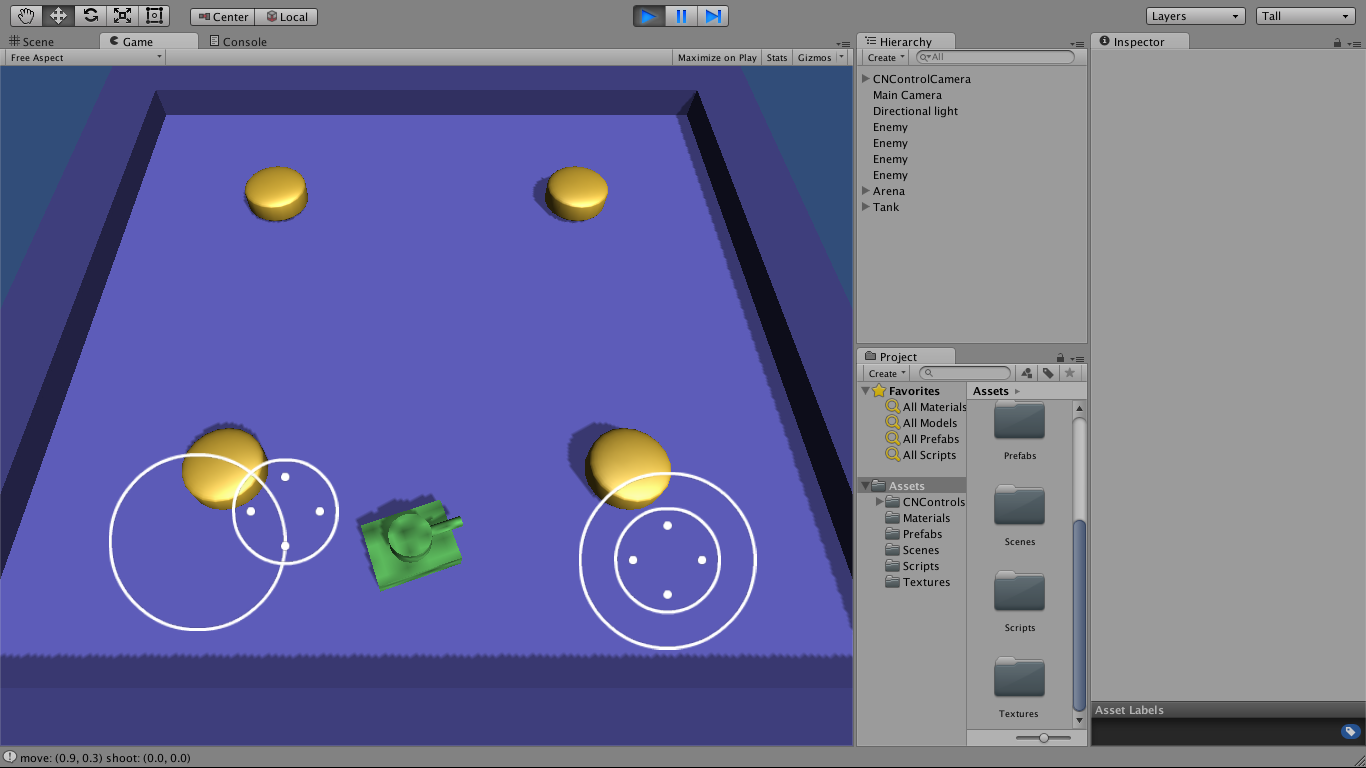 Center Local Layers Tall
Scene Game Console Hierarchy Inspector
Free Aspect Maximize on Play Stats Gizmos Create All
CNControlCamera
Main Camera
Directional light
Enemy
Enemy
Enemy
Enemy
Arena
Tank
Project
Create
Favorites Assets
All Materials
All Models
All Prefabs
All Scripts
Prefabs
Assets
CNControls
Materials
Prefabs
Scenes
Scripts
Textures
Scenes
Scripts
Textures
Asset Labels
move: (0.9, 0.3) shoot: (0.0, 0.0)